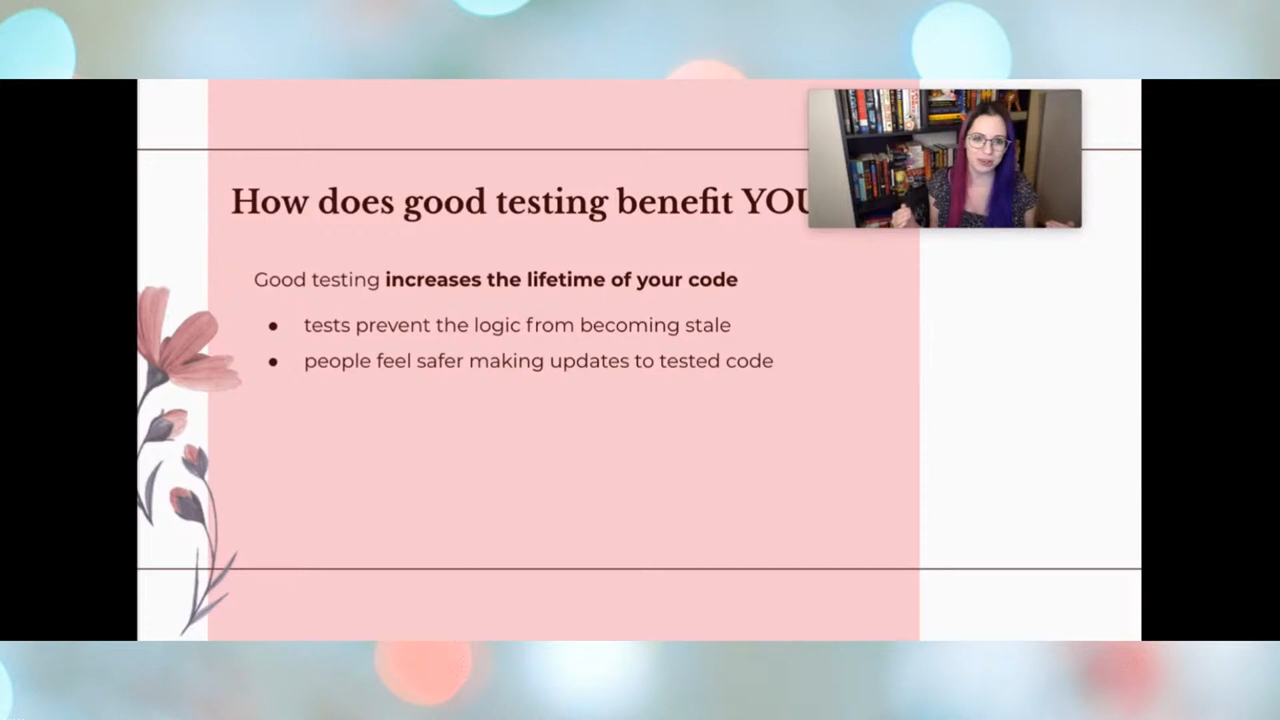 How does good testing benefit YOU
Good testing increases the lifetime of your code
● tests prevent the logic from becoming stale
● people feel safer making updates to tested code